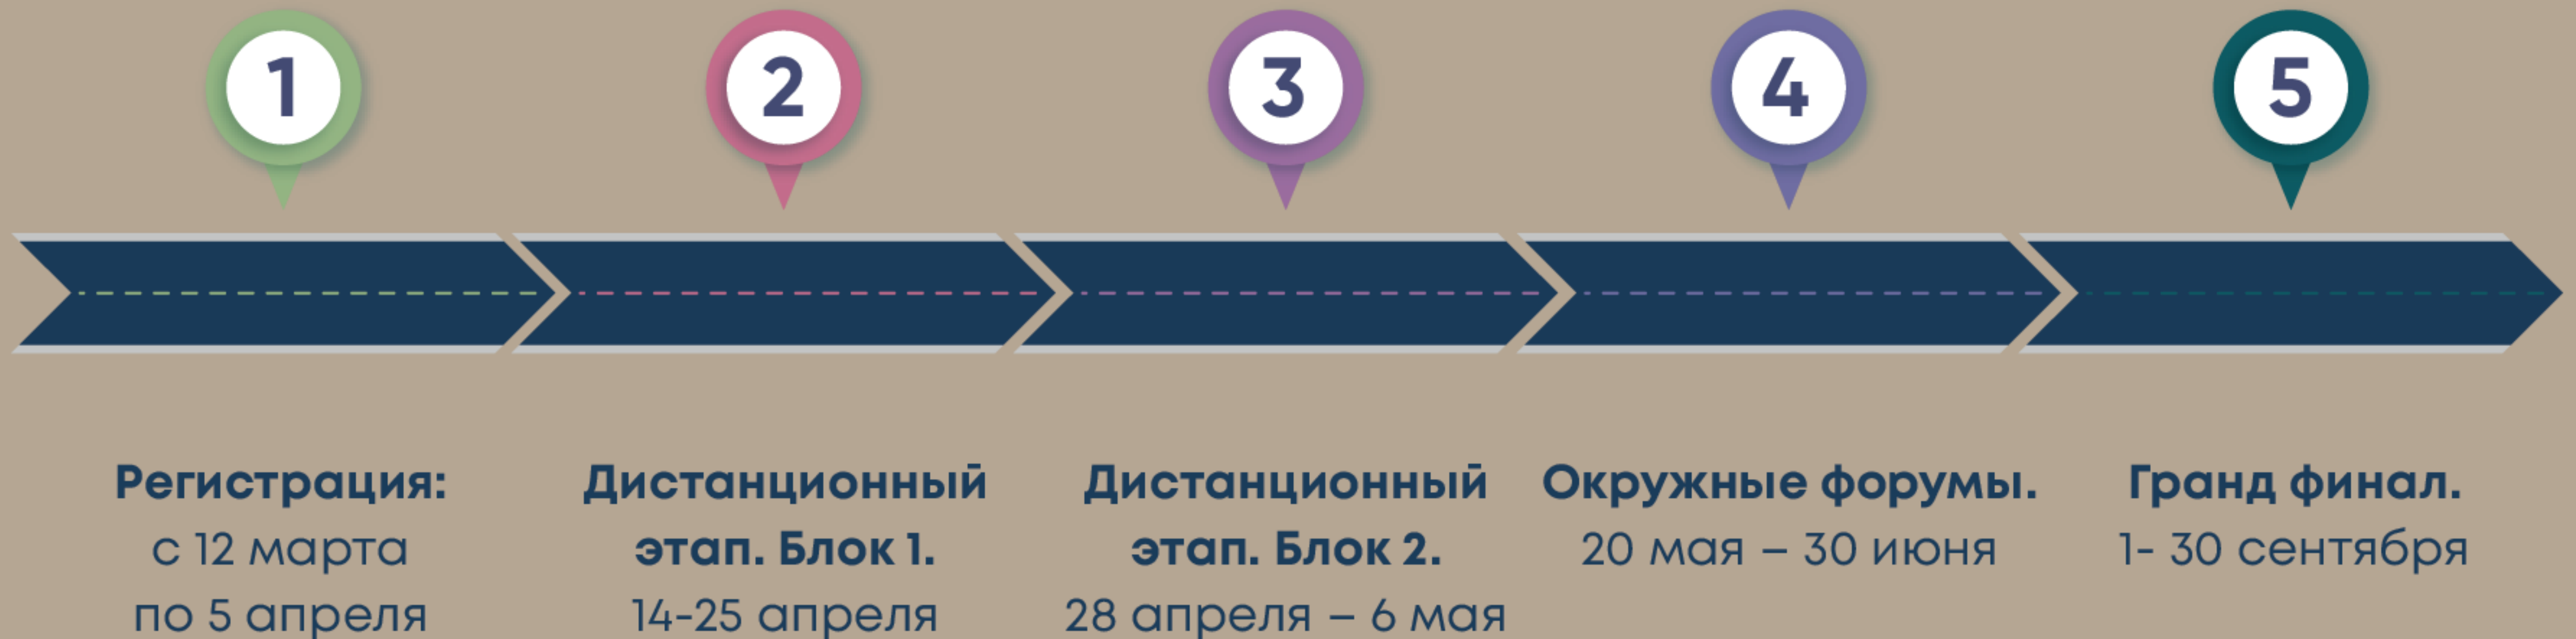 1
2
3
4
5
Регистрация:
с 12 марта
по 5 апреля
Дистанционный
этап. Блок 1.
14-25 апреля
Дистанционный
этап. Блок 2.
28 апреля – 6 мая
Окружные форумы.
20 мая – 30 июня
Гранд финал.
1- 30 сентября